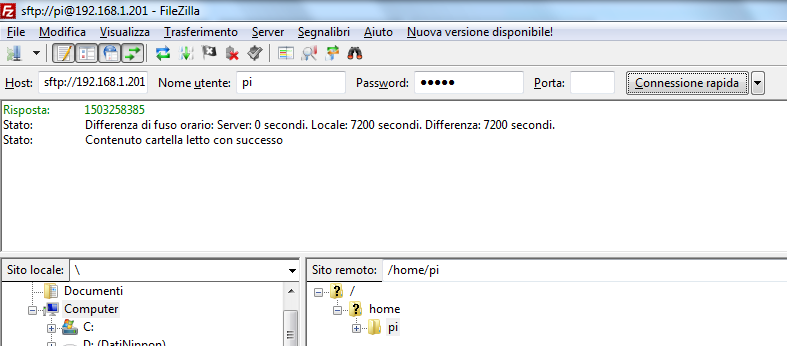 sftp://pi@192.168.1.201 - FileZilla
File Modifica Visualizza Trasferimento Server Segnalibri Aiuto Nuova versione disponibile!
Host: sftp://192.168.1.201 Nome utente: pi Password: ●●●●● Porta: Connessione rapida
Risposta: 1503258385
Stato: Differenza di fuso orario: Server: 0 secondi. Locale: 7200 secondi. Differenza: 7200 secondi.
Stato: Contenuto cartella letto con successo
Sito locale: \ Sito remoto: /home/pi
Documenti /
Computer home
C: pi
D: (DatiNippon)